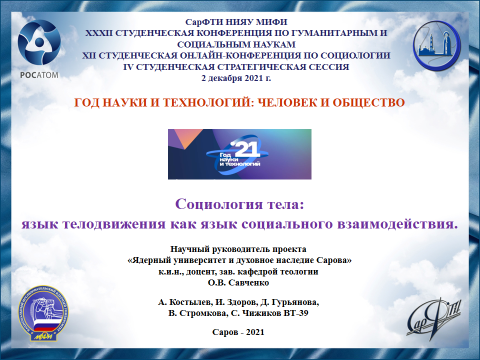 СарФТИ НИЯУ МИФИ
XXXII СТУДЕНЧЕСКАЯ КОНФЕРЕНЦИЯ ПО ГУМАНИТАРНЫМ И
СОЦИАЛЬНЫМ НАУКАМ
XII СТУДЕНЧЕСКАЯ ОНЛАЙН-КОНФЕРЕНЦИЯ ПО СОЦИОЛОГИИ
IV СТУДЕНЧЕСКАЯ СТРАТЕГИЧЕСКАЯ СЕССИЯ
2 декабря 2021 г.
РОСАТОМ
ГОД НАУКИ И ТЕХНОЛОГИЙ: ЧЕЛОВЕК И ОБЩЕСТВО
Год
науки
и технологий
'21
Социология тела:
язык телодвижения как язык социального взаимодействия.
Научный руководитель проекта
«Ядерный университет и духовное наследие Сарова»
к.и.н., доцент, зав. кафедрой теологии
О.В. Савченко
А. Костылев, И. Здоров, Д. Гурьянова,
В. Стромкова, С. Чижиков ВТ-39
Саров - 2021
МИФИ
СарФТИ